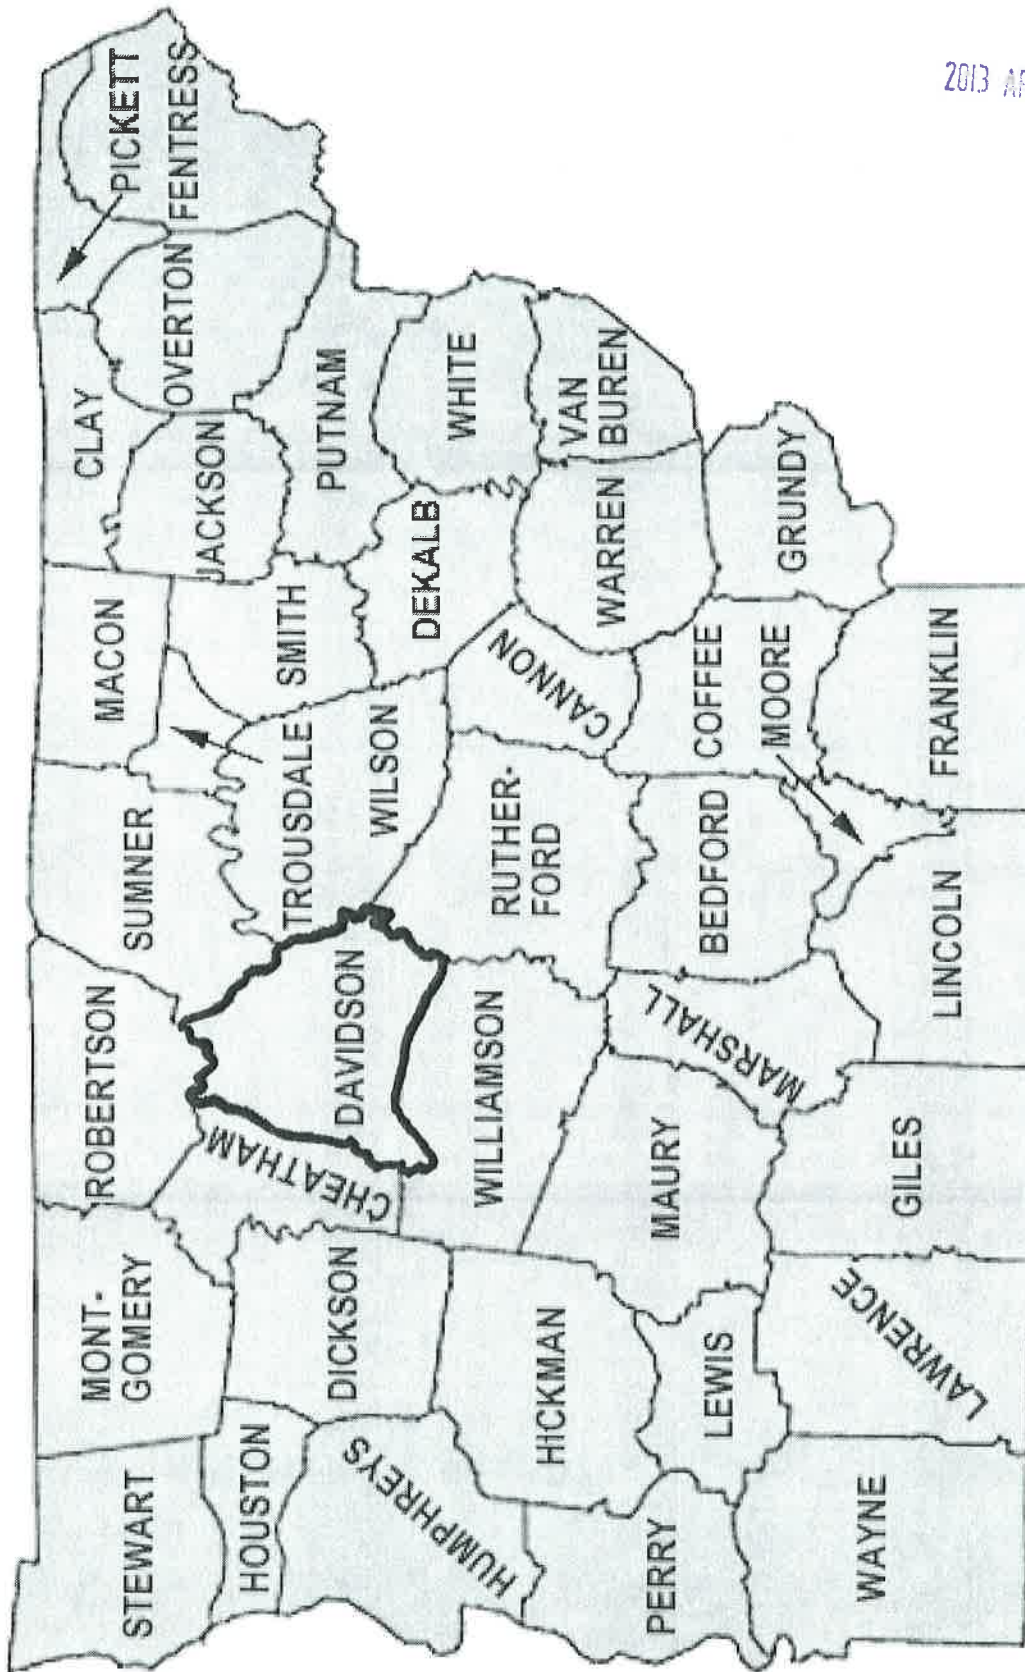 2013
STEWART
MONT-
GOMERY
ROBERTSON
SUMNER
MACON
CLAY
PICKETT
HOUSTON
CHEATHAM
JACKSON
OVERTON
FENTRESS
HUMPHREYS
DICKSON
DAVIDSON
TROUSDALE
SMITH
PUTNAM
WILSON
DEKALB
WHITE
HICKMAN
WILLIAMSON
RUTHER-
FORD
CANNON
WARREN
VAN
BUREN
PERRY
LEWIS
MAURY
MARSHALL
BEDFORD
COFFEE
MOORE
GRUNDY
WAYNE
LAWRENCE
GILES
LINCOLN
FRANKLIN